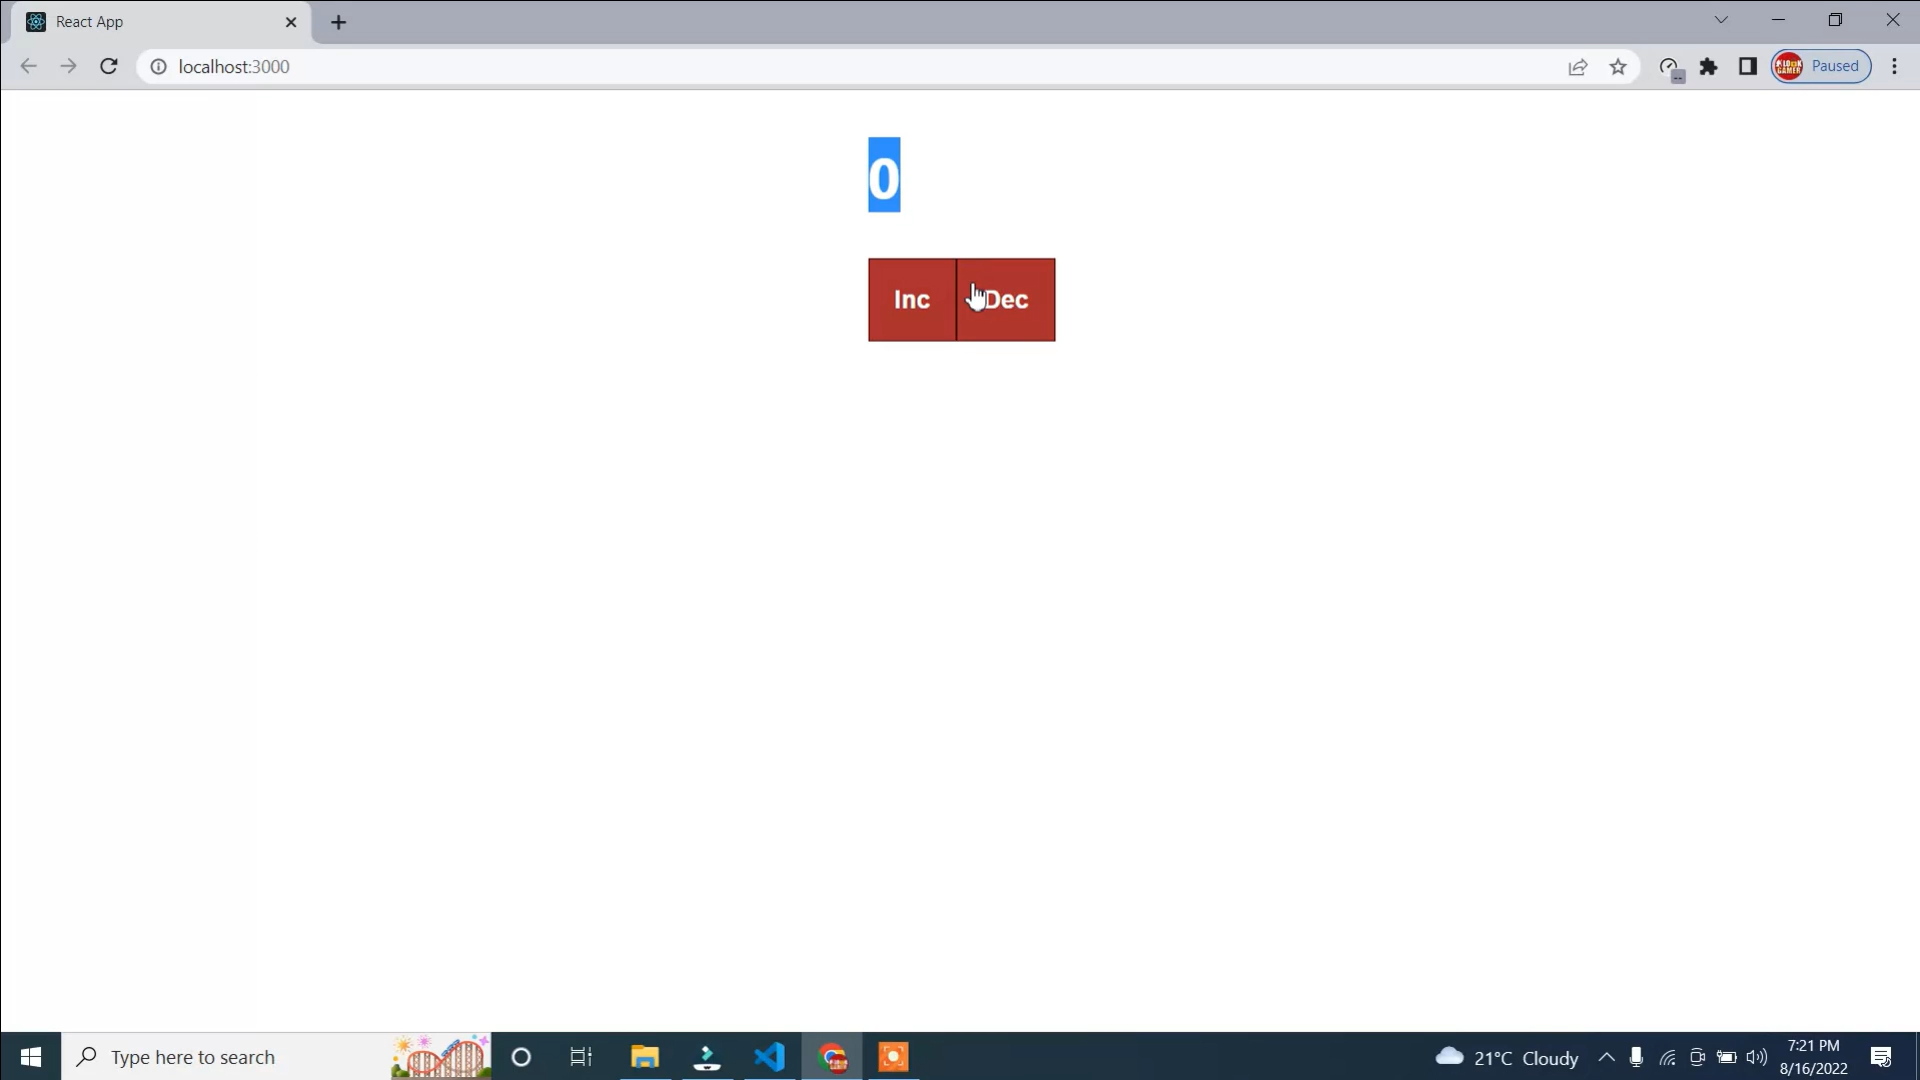 React App
localhost:3000
Paused
0
Inc Dec
Type here to search
21°C Cloudy
7:21 PM
8/16/2022